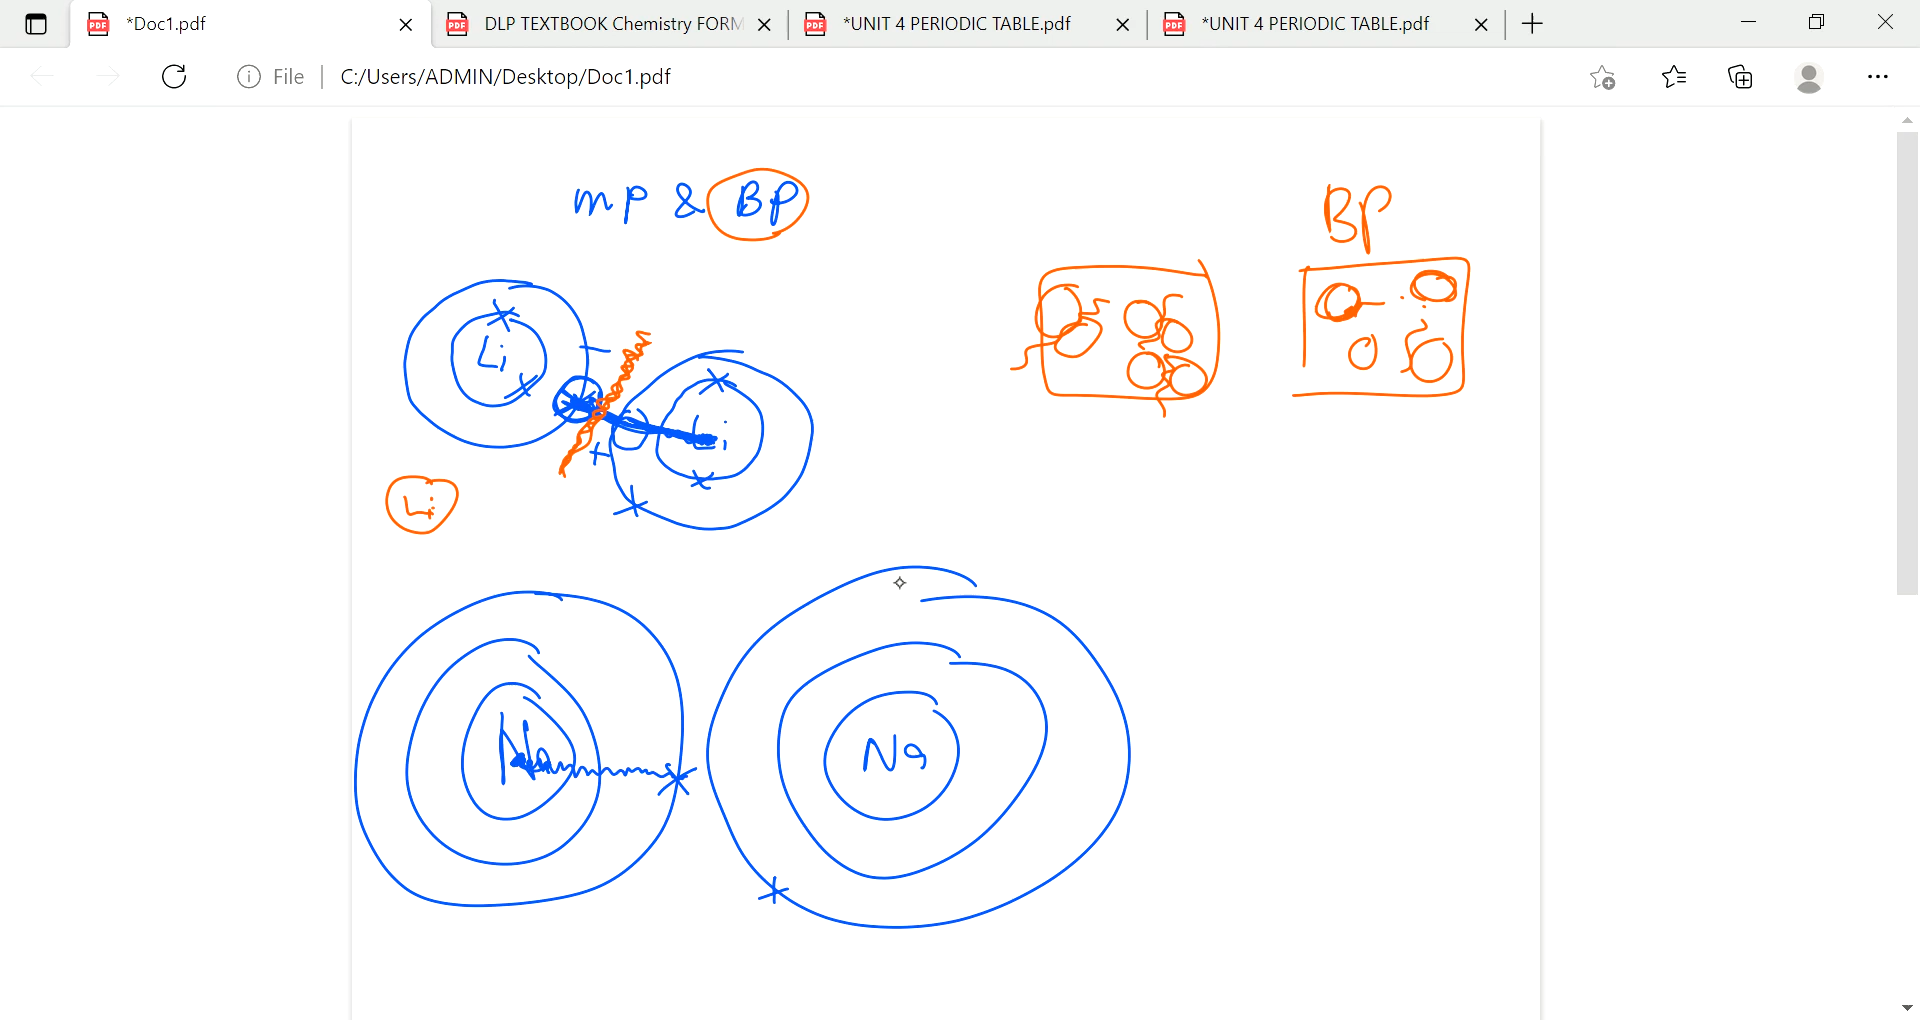 *Doc1.pdf
DLP TEXTBOOK Chemistry FORM
*UNIT 4 PERIODIC TABLE.pdf
*UNIT 4 PERIODIC TABLE.pdf
File
C:/Users/ADMIN/Desktop/Doc1.pdf
mp & BP
BP
Li
Li
Li
Na
Na